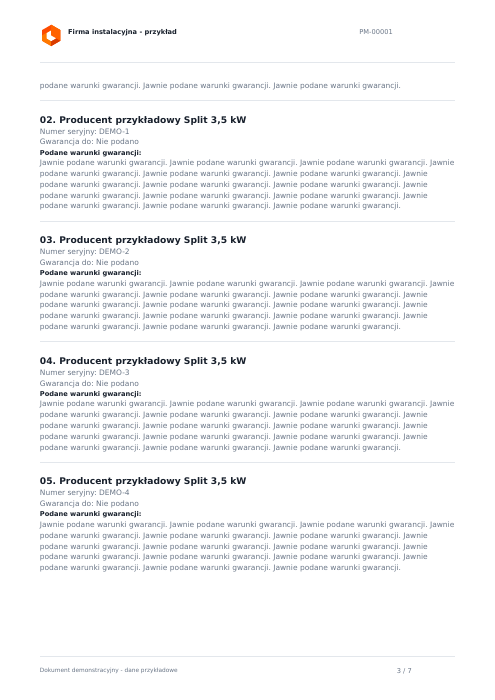 Firma instalacyjna - przykład
PM-00001
podane warunki gwarancji. Jawnie podane warunki gwarancji. Jawnie podane warunki gwarancji.
02. Producent przykładowy Split 3,5 kW
Numer seryjny: DEMO-1
Gwarancja do: Nie podano
Podane warunki gwarancji:
Jawnie podane warunki gwarancji. Jawnie podane warunki gwarancji. Jawnie podane warunki gwarancji. Jawnie
podane warunki gwarancji. Jawnie podane warunki gwarancji. Jawnie podane warunki gwarancji. Jawnie
podane warunki gwarancji. Jawnie podane warunki gwarancji. Jawnie podane warunki gwarancji. Jawnie
podane warunki gwarancji. Jawnie podane warunki gwarancji. Jawnie podane warunki gwarancji. Jawnie
podane warunki gwarancji. Jawnie podane warunki gwarancji. Jawnie podane warunki gwarancji.
03. Producent przykładowy Split 3,5 kW
Numer seryjny: DEMO-2
Gwarancja do: Nie podano
Podane warunki gwarancji:
Jawnie podane warunki gwarancji. Jawnie podane warunki gwarancji. Jawnie podane warunki gwarancji. Jawnie
podane warunki gwarancji. Jawnie podane warunki gwarancji. Jawnie podane warunki gwarancji. Jawnie
podane warunki gwarancji. Jawnie podane warunki gwarancji. Jawnie podane warunki gwarancji. Jawnie
podane warunki gwarancji. Jawnie podane warunki gwarancji. Jawnie podane warunki gwarancji. Jawnie
podane warunki gwarancji. Jawnie podane warunki gwarancji. Jawnie podane warunki gwarancji.
04. Producent przykładowy Split 3,5 kW
Numer seryjny: DEMO-3
Gwarancja do: Nie podano
Podane warunki gwarancji:
Jawnie podane warunki gwarancji. Jawnie podane warunki gwarancji. Jawnie podane warunki gwarancji. Jawnie
podane warunki gwarancji. Jawnie podane warunki gwarancji. Jawnie podane warunki gwarancji. Jawnie
podane warunki gwarancji. Jawnie podane warunki gwarancji. Jawnie podane warunki gwarancji. Jawnie
podane warunki gwarancji. Jawnie podane warunki gwarancji. Jawnie podane warunki gwarancji. Jawnie
podane warunki gwarancji. Jawnie podane warunki gwarancji. Jawnie podane warunki gwarancji.
05. Producent przykładowy Split 3,5 kW
Numer seryjny: DEMO-4
Gwarancja do: Nie podano
Podane warunki gwarancji:
Jawnie podane warunki gwarancji. Jawnie podane warunki gwarancji. Jawnie podane warunki gwarancji. Jawnie
podane warunki gwarancji. Jawnie podane warunki gwarancji. Jawnie podane warunki gwarancji. Jawnie
podane warunki gwarancji. Jawnie podane warunki gwarancji. Jawnie podane warunki gwarancji. Jawnie
podane warunki gwarancji. Jawnie podane warunki gwarancji. Jawnie podane warunki gwarancji. Jawnie
podane warunki gwarancji. Jawnie podane warunki gwarancji. Jawnie podane warunki gwarancji.
Dokument demonstracyjny - dane przykładowe
3 / 7